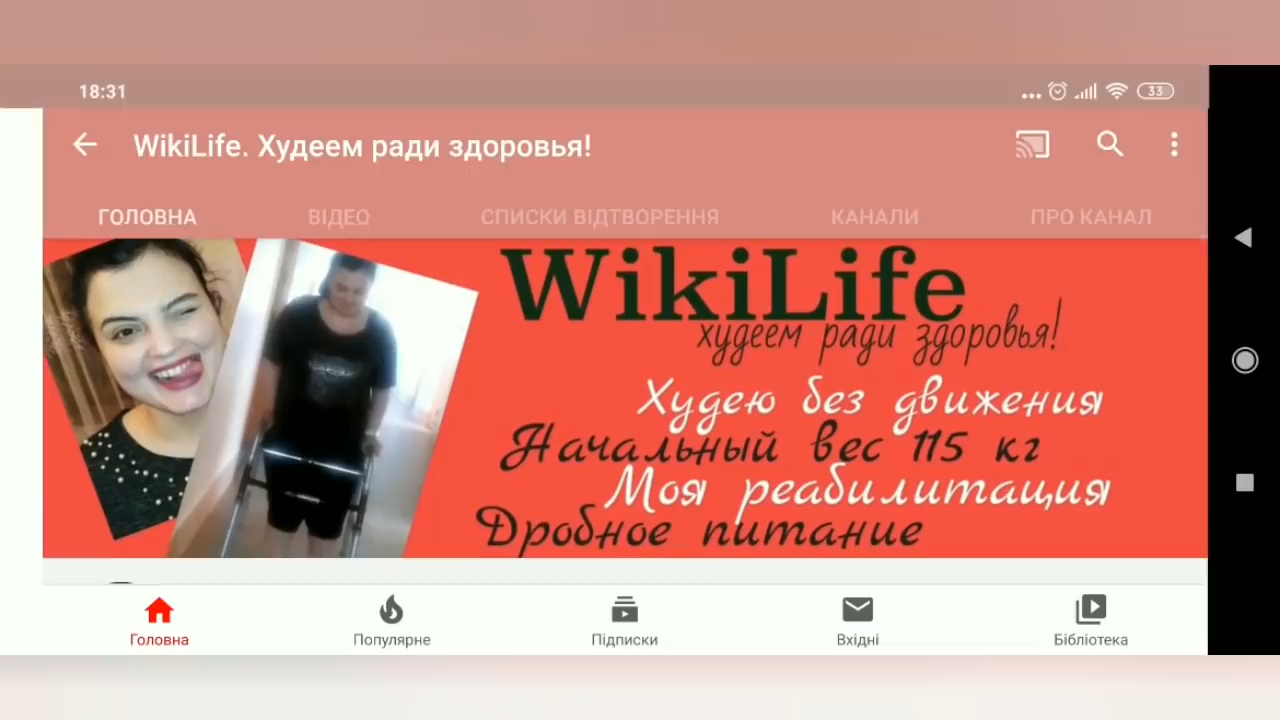 18:31
33
WikiLife. Худеем ради здоровья!
ГОЛОВНА ВІДЕО СПИСКИ ВІДТВОРЕННЯ КАНАЛИ ПРО КАНАЛ
WikiLife
худеем ради здоровья!
Худею без движения
Начальный вес 115 кг
Моя реабилитация
Дробное питание
Головна Популярне Підписки Вхідні Бібліотека